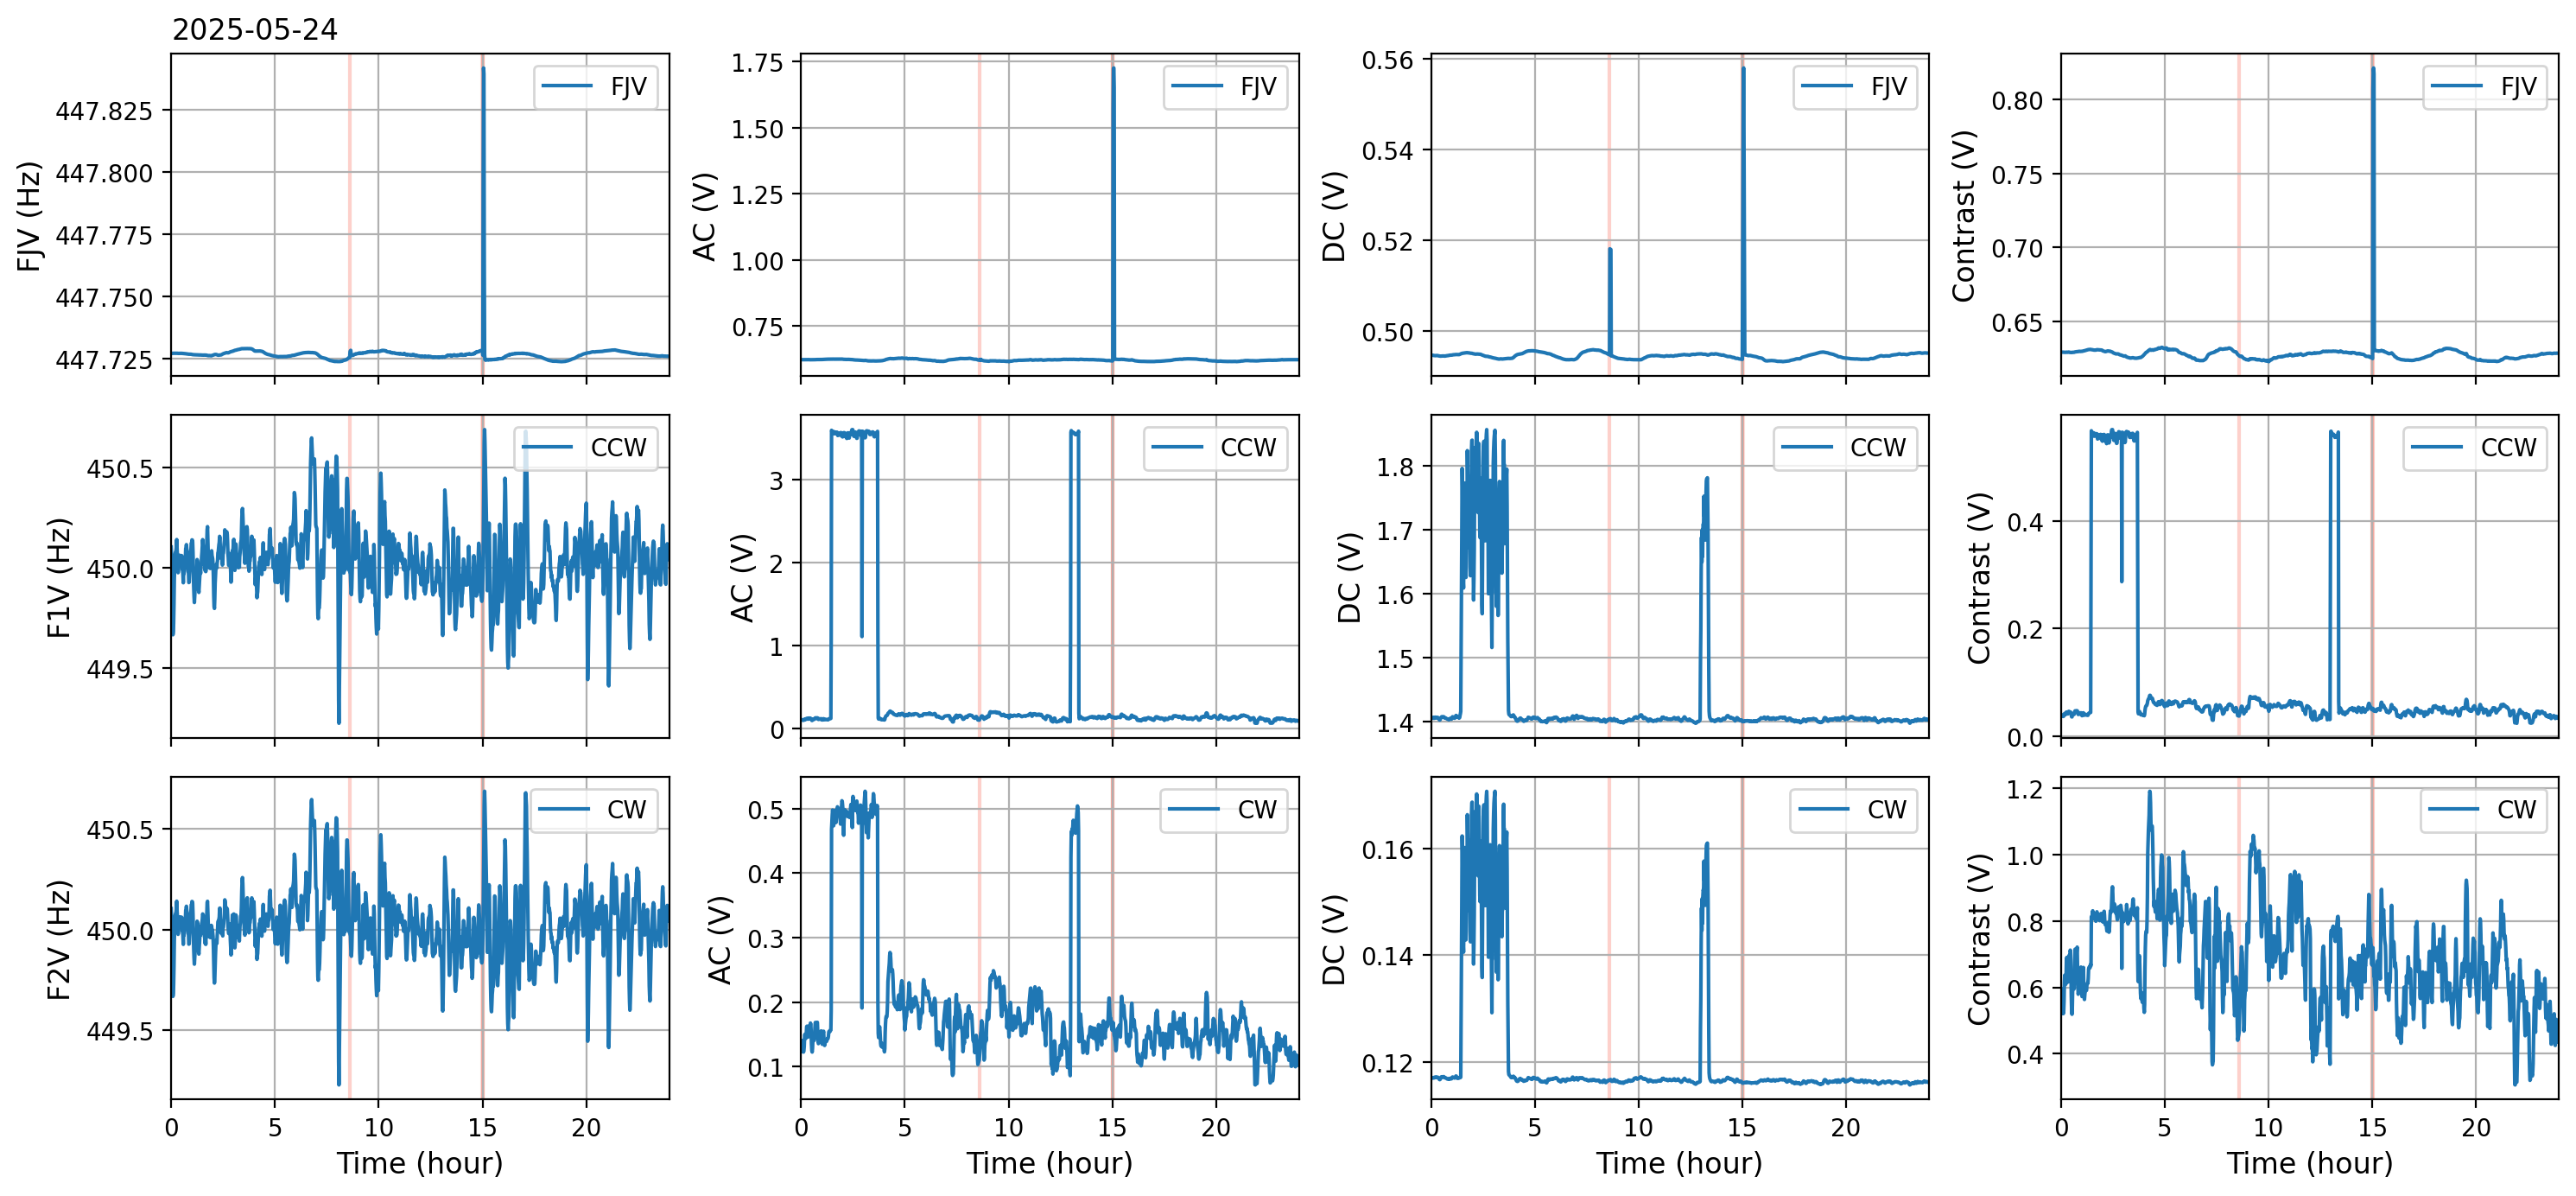 2025-05-24
FJV (Hz)
447.825
447.800
447.775
447.750
447.725
FJV
AC (V)
1.75
1.50
1.25
1.00
0.75
FJV
DC (V)
0.56
0.54
0.52
0.50
FJV
Contrast (V)
0.80
0.75
0.70
0.65
FJV
F1V (Hz)
450.5
450.0
449.5
CCW
AC (V)
3
2
1
0
CCW
DC (V)
1.8
1.7
1.6
1.5
1.4
CCW
Contrast (V)
0.4
0.2
0.0
CCW
F2V (Hz)
450.5
450.0
449.5
CW
0 5 10 15 20
Time (hour)
AC (V)
0.5
0.4
0.3
0.2
0.1
CW
0 5 10 15 20
Time (hour)
DC (V)
0.16
0.14
0.12
CW
0 5 10 15 20
Time (hour)
Contrast (V)
1.2
1.0
0.8
0.6
0.4
CW
0 5 10 15 20
Time (hour)